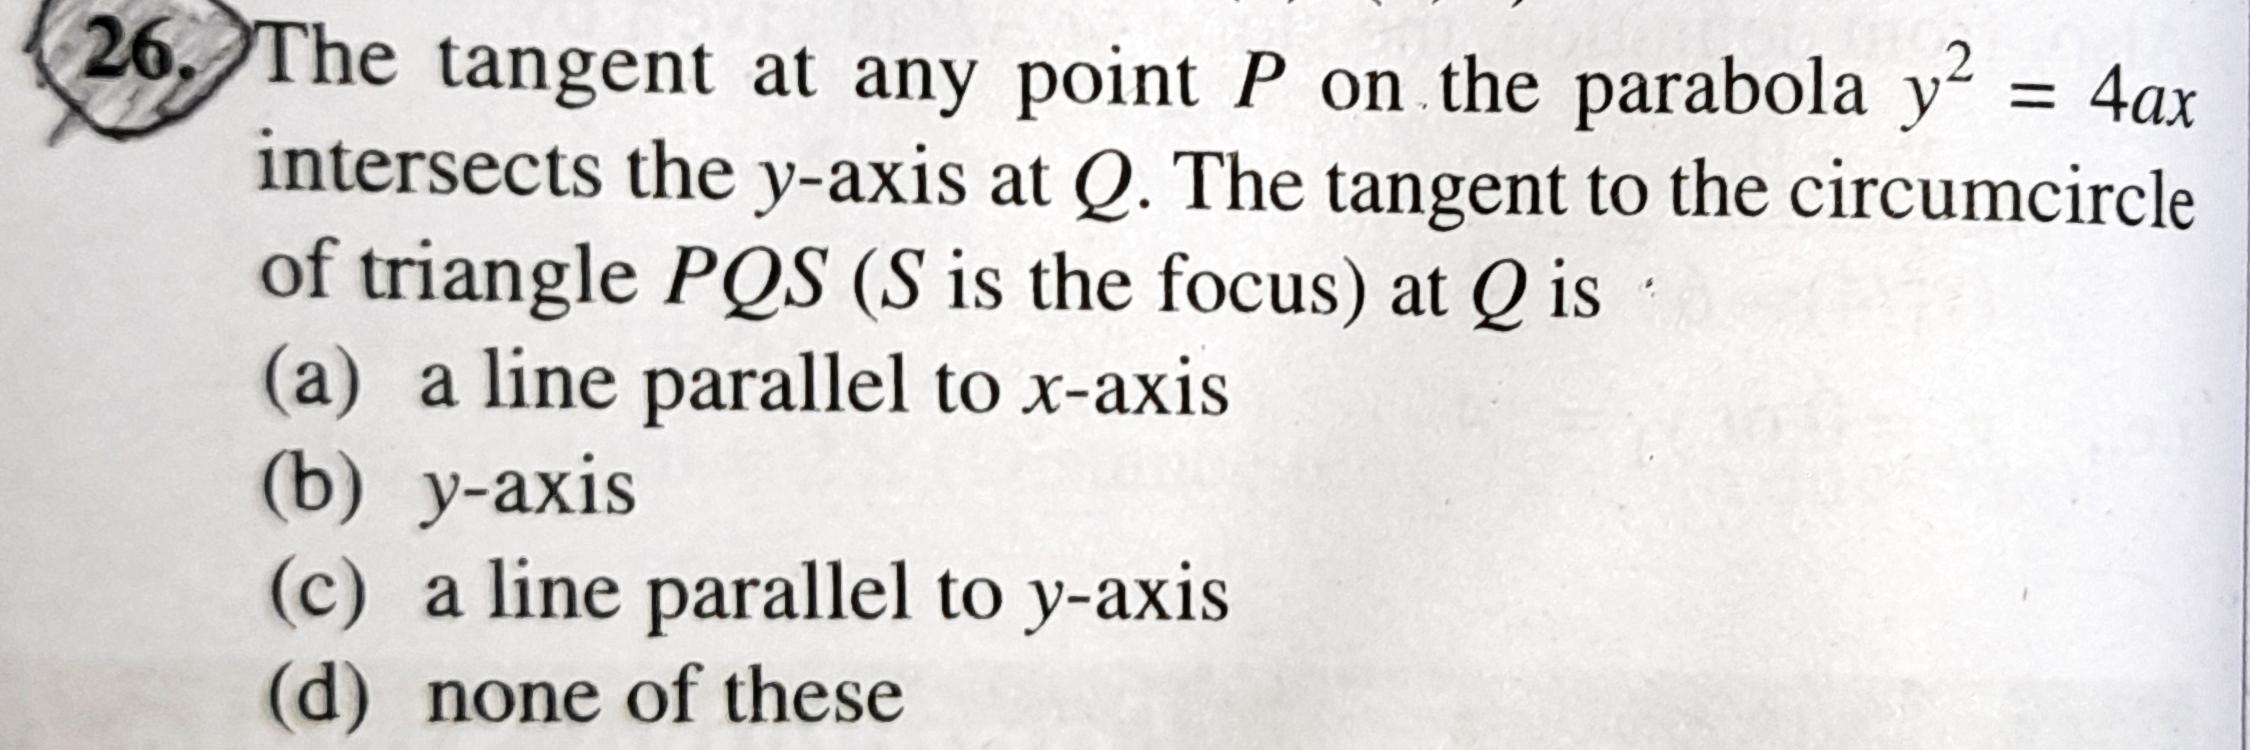 26. The tangent at any point P on the parabola y² = 4ax
intersects the y-axis at Q. The tangent to the circumcircle
of triangle PQS (S is the focus) at Q is
(a) a line parallel to x-axis
(b) y-axis
(c) a line parallel to y-axis
(d) none of these